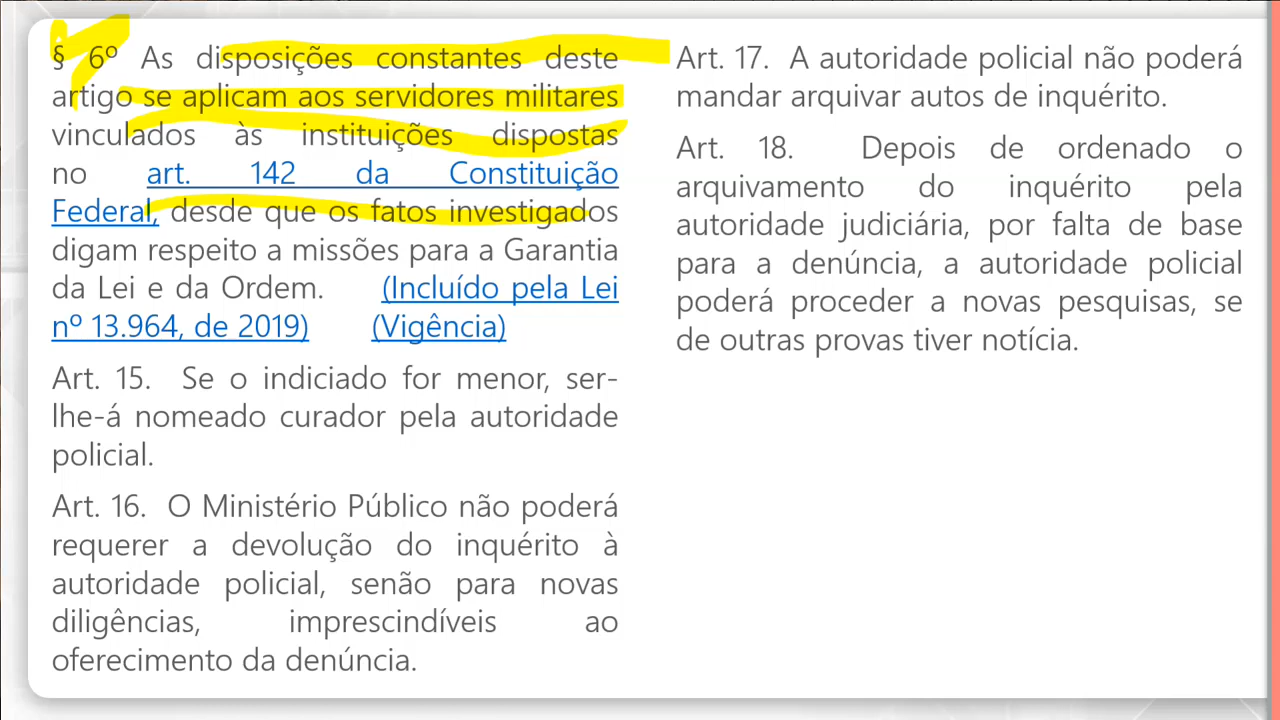 § 6º As disposições constantes deste
artigo se aplicam aos servidores militares
vinculados às instituições dispostas
no art. 142 da Constituição
Federal, desde que os fatos investigados
digam respeito a missões para a Garantia
da Lei e da Ordem. (Incluído pela Lei
nº 13.964, de 2019) (Vigência)
Art. 15. Se o indiciado for menor, ser-
lhe-á nomeado curador pela autoridade
policial.
Art. 16. O Ministério Público não poderá
requerer a devolução do inquérito à
autoridade policial, senão para novas
diligências, imprescindíveis ao
oferecimento da denúncia.
Art. 17. A autoridade policial não poderá
mandar arquivar autos de inquérito.
Art. 18. Depois de ordenado o
arquivamento do inquérito pela
autoridade judiciária, por falta de base
para a denúncia, a autoridade policial
poderá proceder a novas pesquisas, se
de outras provas tiver notícia.